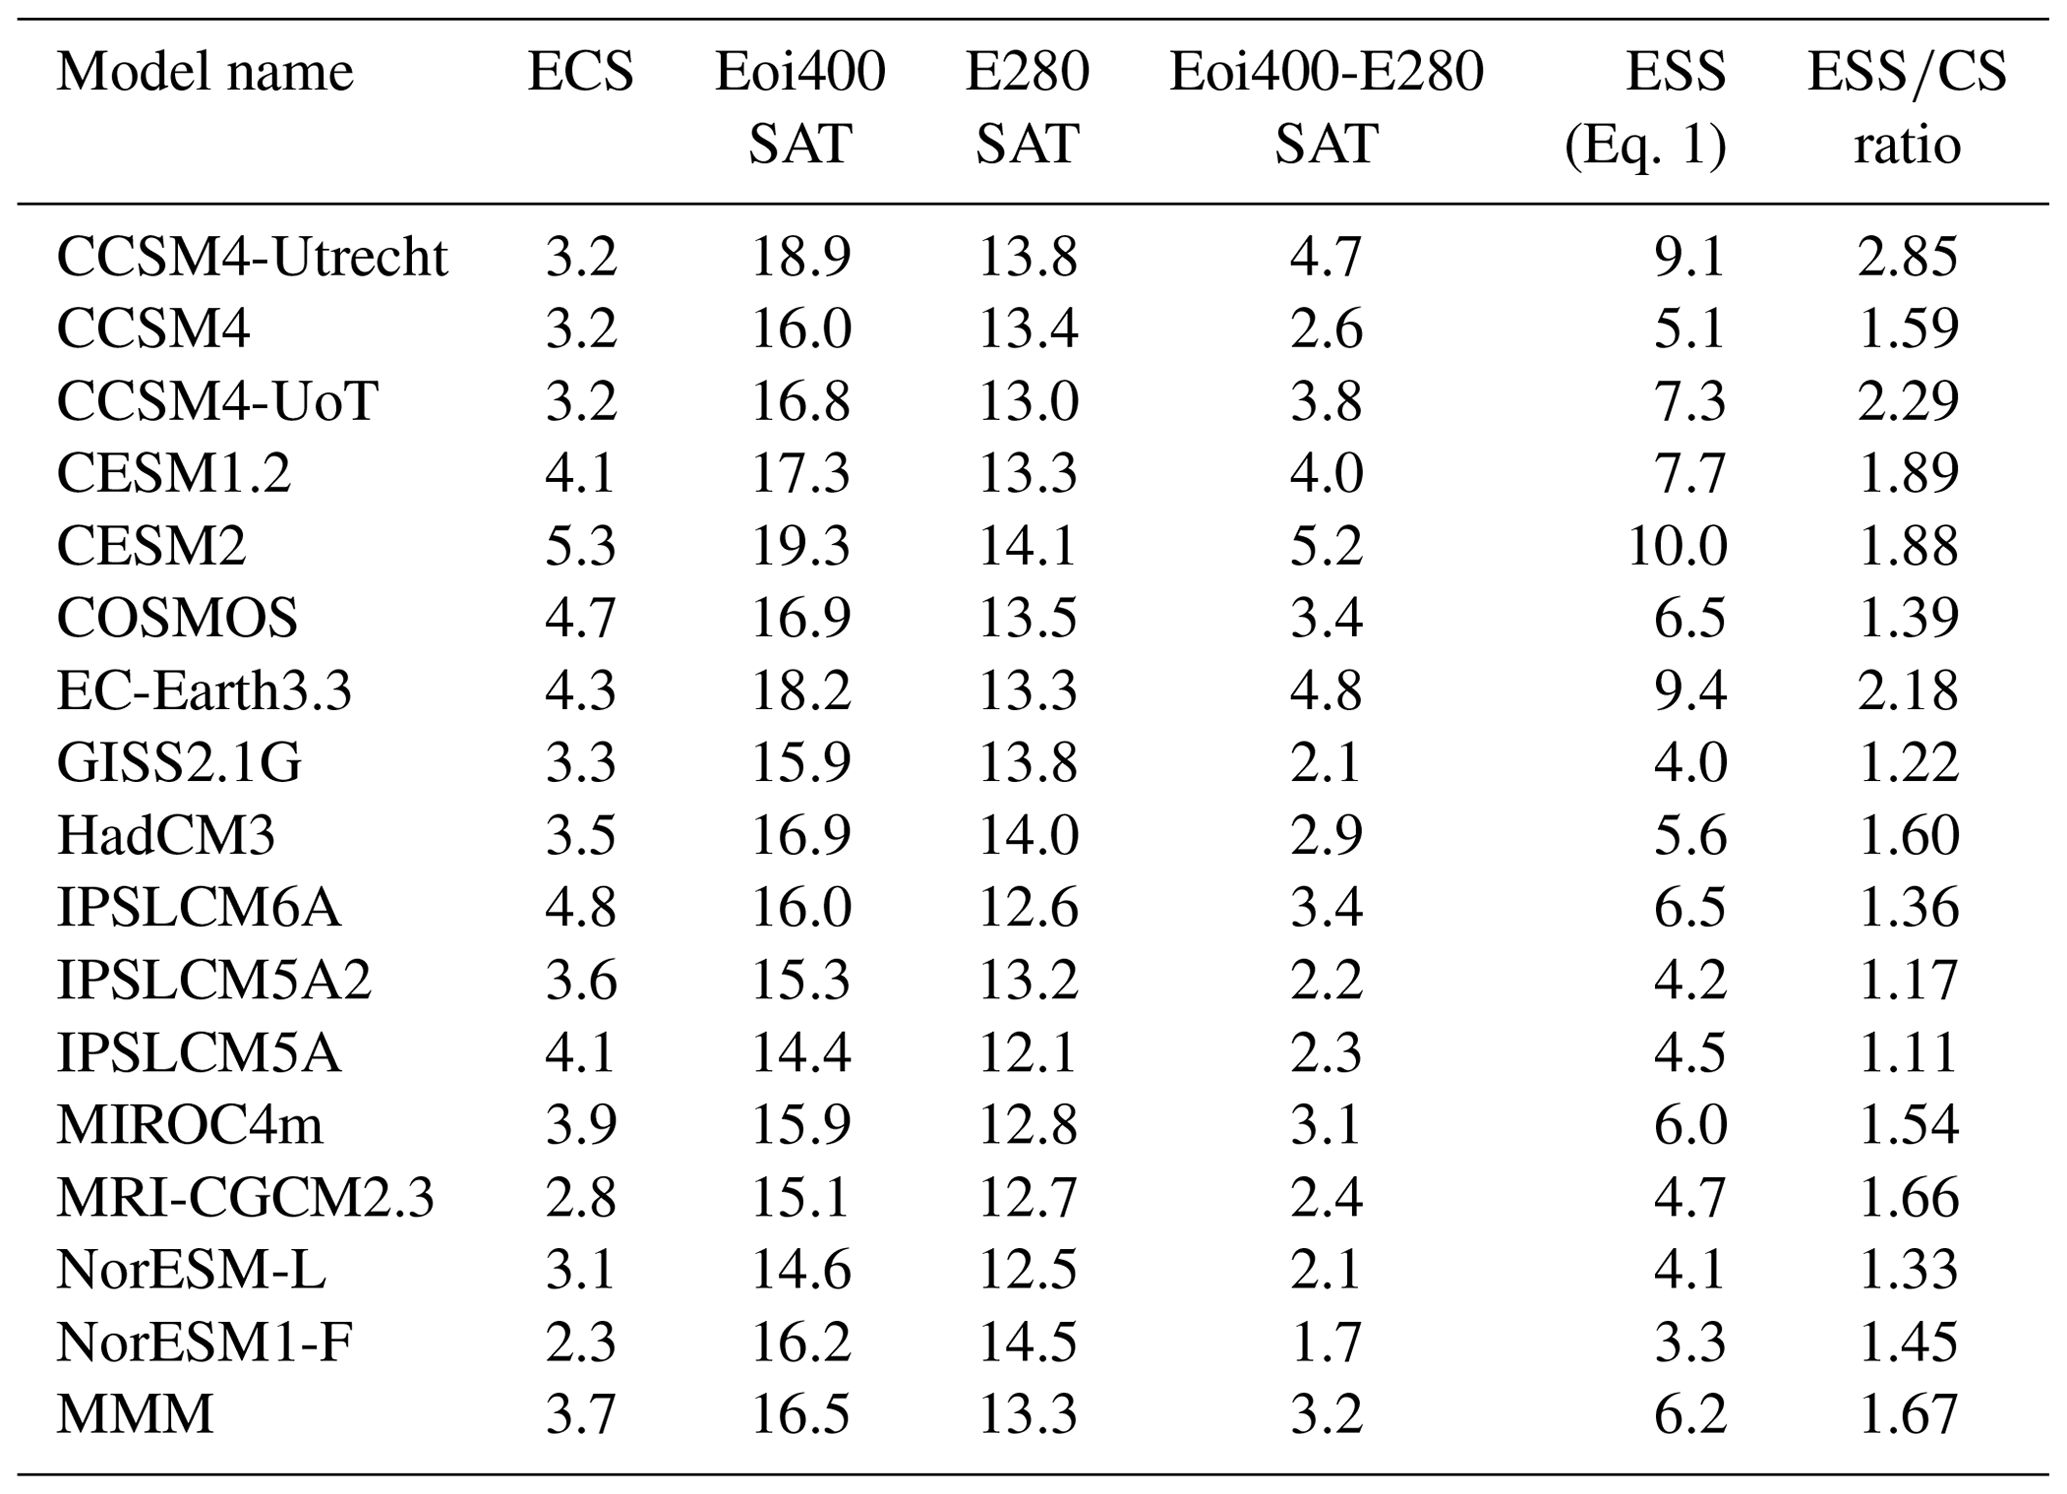 Model name ECS Eoi400 E280 Eoi400-E280 ESS ESS/CS
SAT SAT SAT (Eq. 1) ratio
CCSM4-Utrecht 3.2 18.9 13.8 4.7 9.1 2.85
CCSM4 3.2 16.0 13.4 2.6 5.1 1.59
CCSM4-UoT 3.2 16.8 13.0 3.8 7.3 2.29
CESM1.2 4.1 17.3 13.3 4.0 7.7 1.89
CESM2 5.3 19.3 14.1 5.2 10.0 1.88
COSMOS 4.7 16.9 13.5 3.4 6.5 1.39
EC-Earth3.3 4.3 18.2 13.3 4.8 9.4 2.18
GISS2.1G 3.3 15.9 13.8 2.1 4.0 1.22
HadCM3 3.5 16.9 14.0 2.9 5.6 1.60
IPSLCM6A 4.8 16.0 12.6 3.4 6.5 1.36
IPSLCM5A2 3.6 15.3 13.2 2.2 4.2 1.17
IPSLCM5A 4.1 14.4 12.1 2.3 4.5 1.11
MIROC4m 3.9 15.9 12.8 3.1 6.0 1.54
MRI-CGCM2.3 2.8 15.1 12.7 2.4 4.7 1.66
NorESM-L 3.1 14.6 12.5 2.1 4.1 1.33
NorESM1-F 2.3 16.2 14.5 1.7 3.3 1.45
MMM 3.7 16.5 13.3 3.2 6.2 1.67